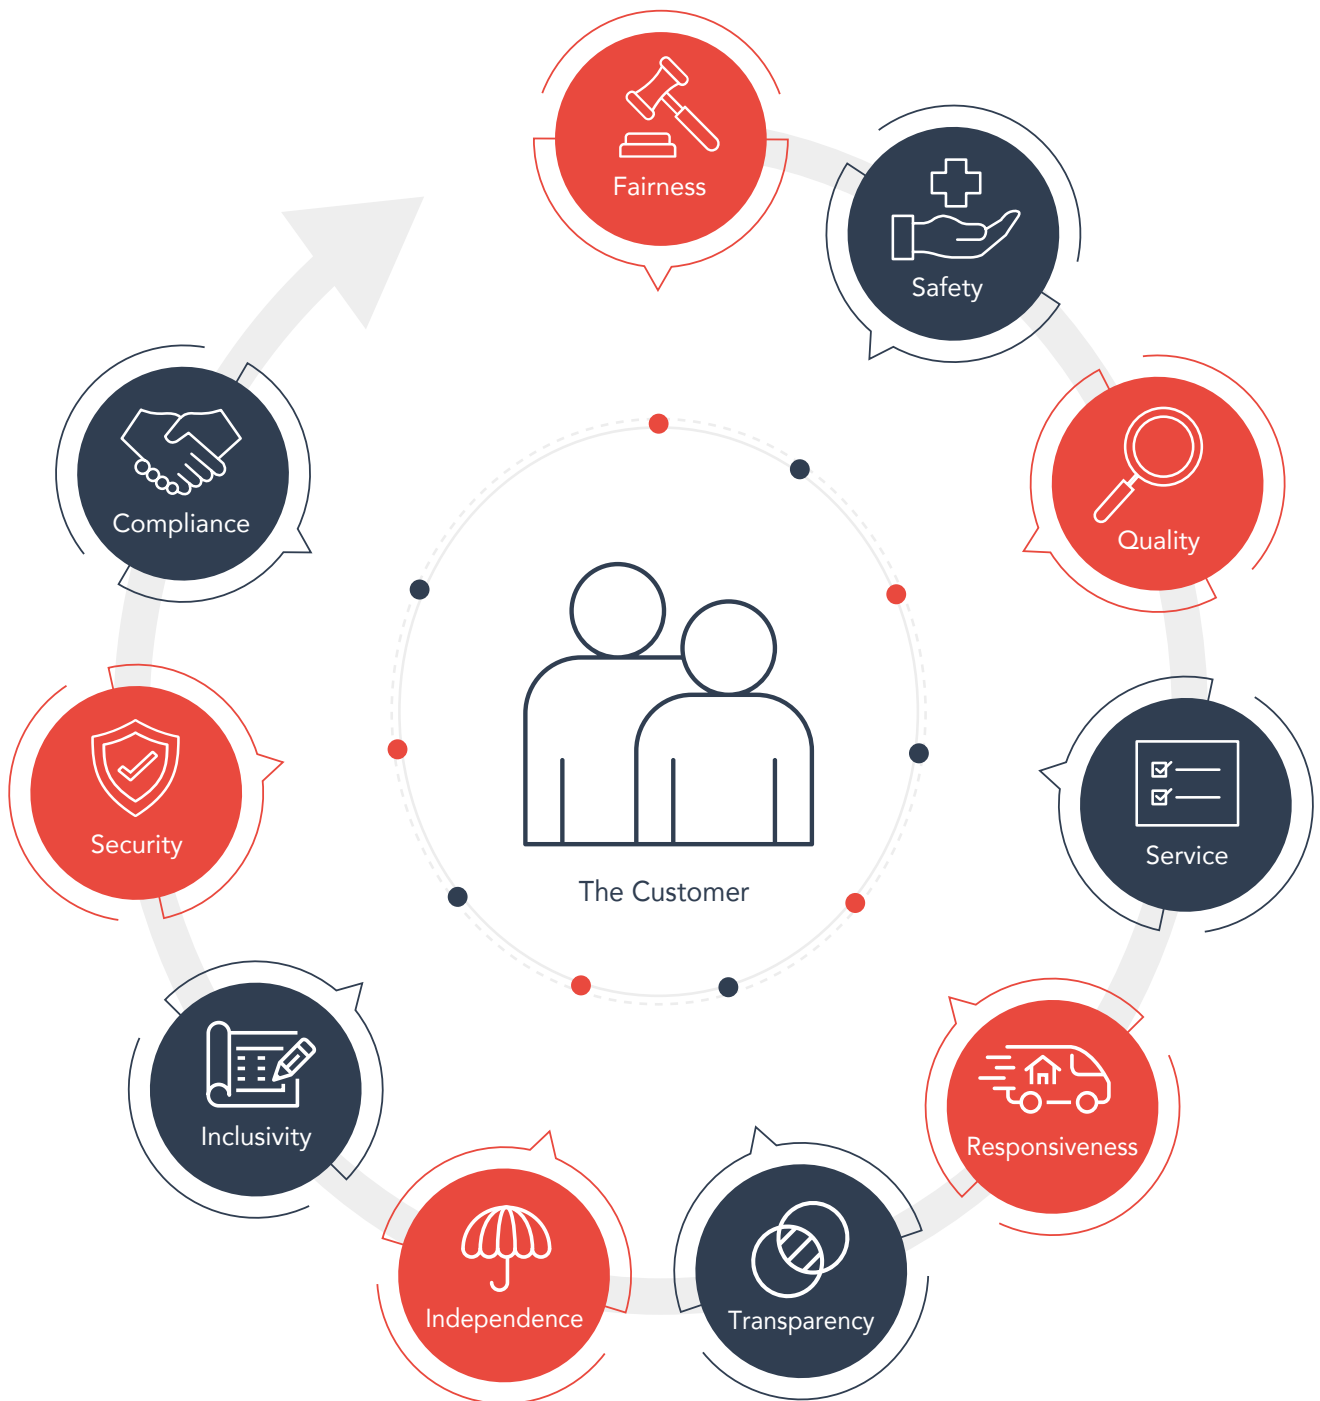 Fairness
Safety
Quality
Service
Responsiveness
Transparency
Independence
Inclusivity
Security
Compliance
The Customer